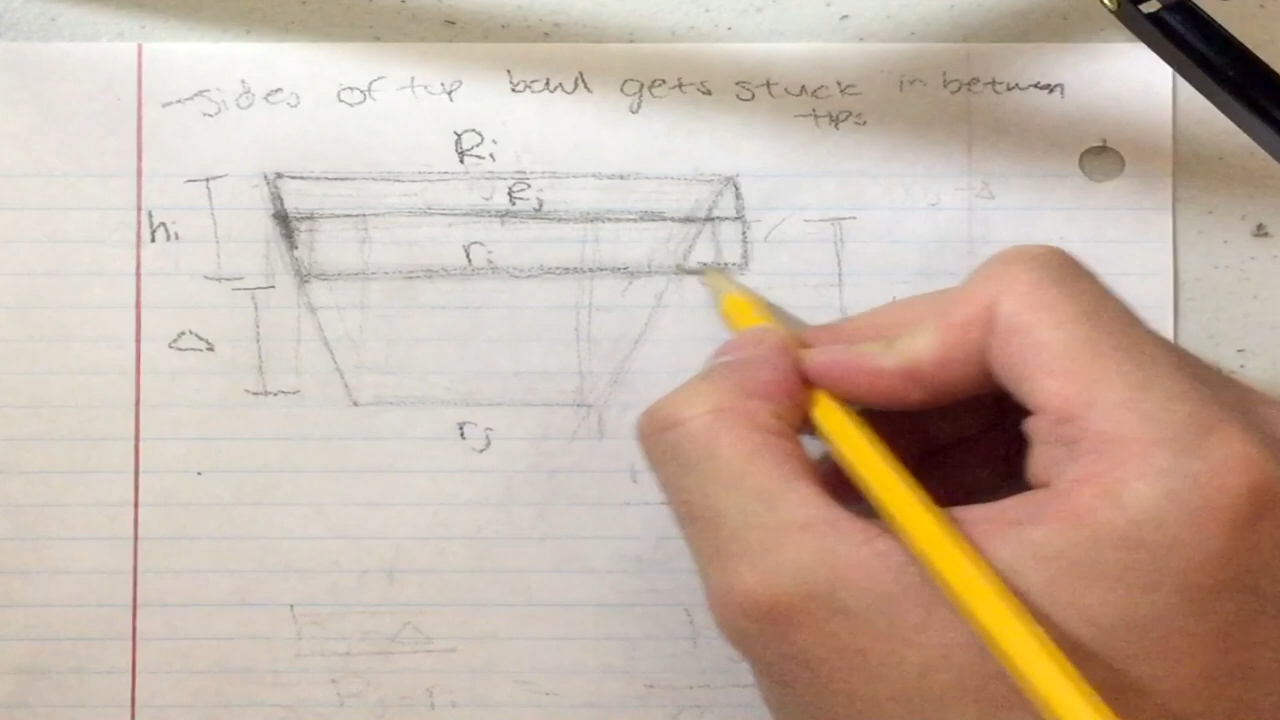 -sides of top bowl gets stuck in between
tips
Ri
Rj
hi
ri
Δ
rj